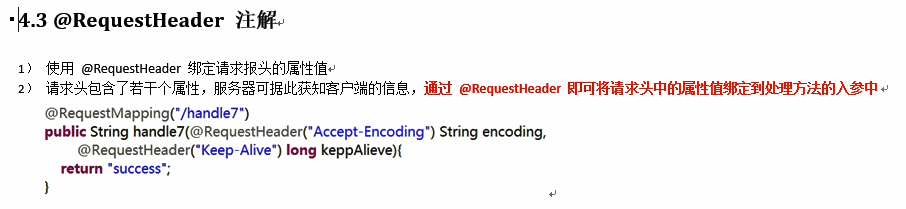 4.3 @RequestHeader 注解
1） 使用 @RequestHeader 绑定请求报头的属性值
2） 请求头包含了若干个属性，服务器可据此获知客户端的信息，通过 @RequestHeader 即可将请求头中的属性值绑定到处理方法的入参中
@RequestMapping("/handle7")
public String handle7(@RequestHeader("Accept-Encoding") String encoding,
@RequestHeader("Keep-Alive") long keppAlieve){
return "success";
}